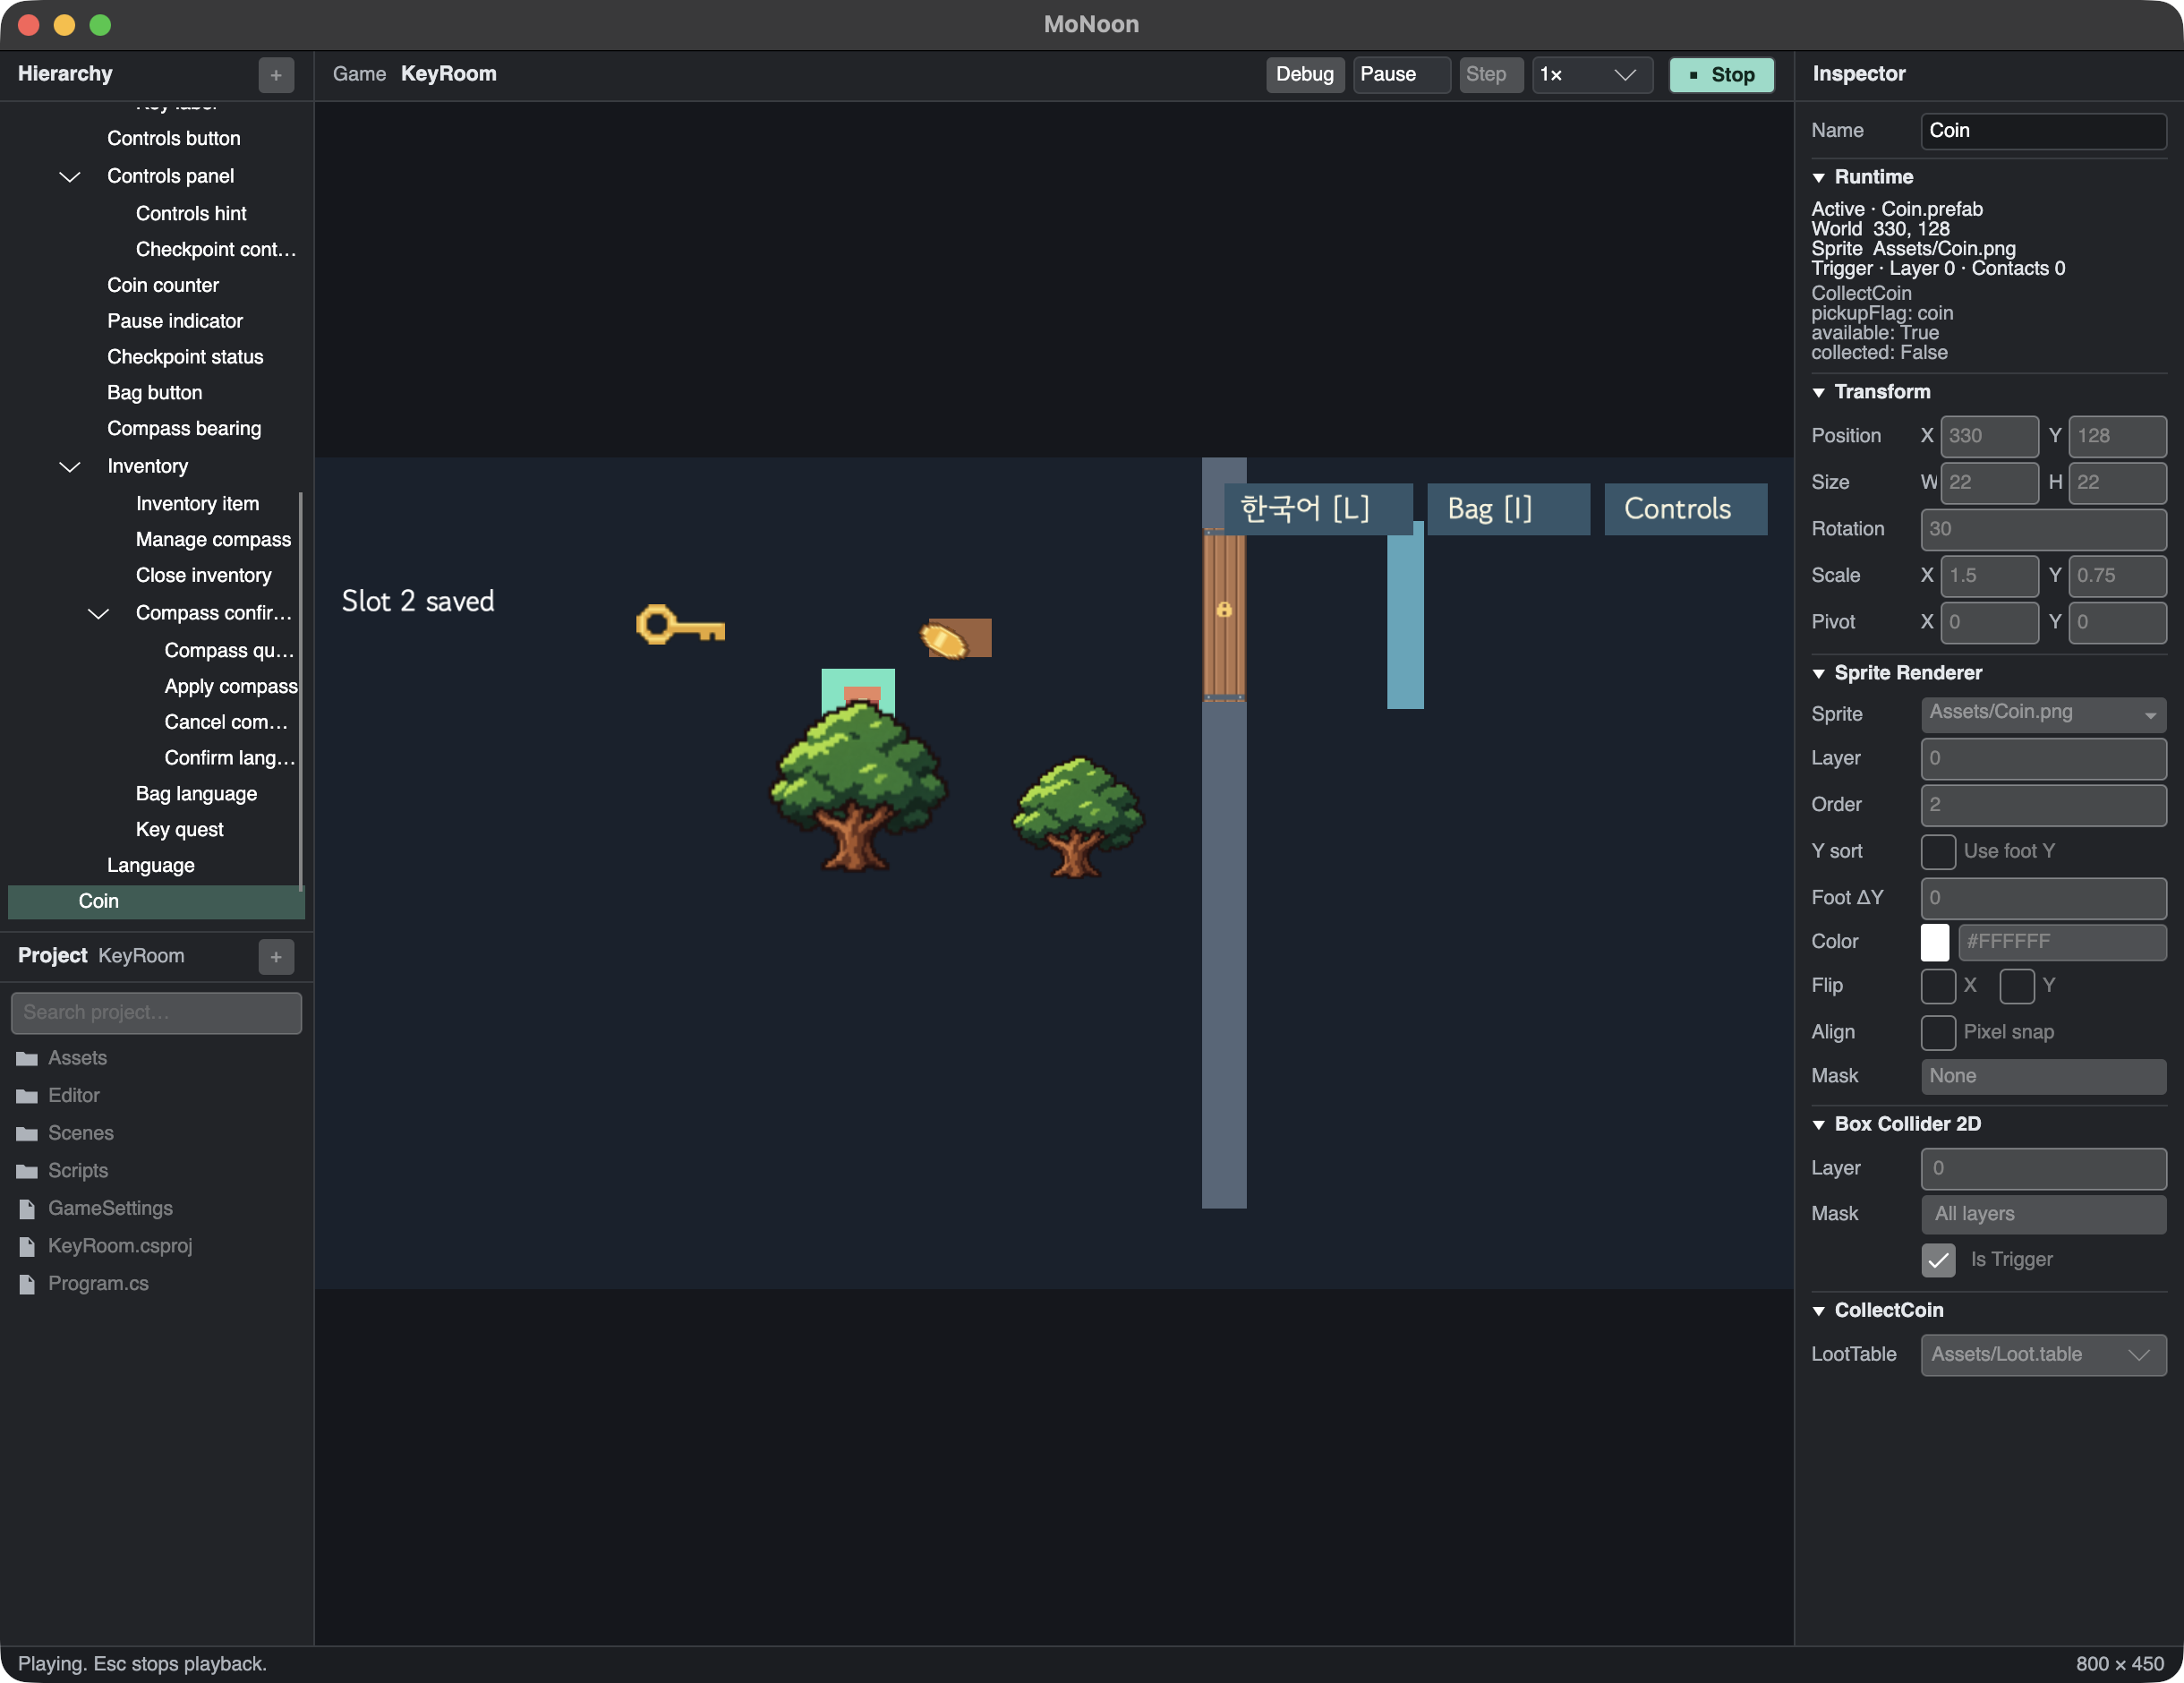 MoNoon
Hierarchy
+
Controls button
Controls panel
Controls hint
Checkpoint cont...
Coin counter
Pause indicator
Checkpoint status
Bag button
Compass bearing
Inventory
Inventory item
Manage compass
Close inventory
Compass confir...
Compass qu...
Apply compass
Cancel com...
Confirm lang...
Bag language
Key quest
Language
Coin
Project KeyRoom
+
Search project...
Assets
Editor
Scenes
Scripts
GameSettings
KeyRoom.csproj
Program.cs
Game KeyRoom
Debug Pause Step 1× Stop
한국어 [L] Bag [I] Controls
Slot 2 saved
Inspector
Name Coin
Runtime
Active · Coin.prefab
World 330, 128
Sprite Assets/Coin.png
Trigger · Layer 0 · Contacts 0
CollectCoin
pickupFlag: coin
available: True
collected: False
Transform
Position X 330 Y 128
Size W 22 H 22
Rotation 30
Scale X 1.5 Y 0.75
Pivot X 0 Y 0
Sprite Renderer
Sprite Assets/Coin.png
Layer 0
Order 2
Y sort Use foot Y
Foot ΔY 0
Color #FFFFFF
Flip X Y
Align Pixel snap
Mask None
Box Collider 2D
Layer 0
Mask All layers
Is Trigger
CollectCoin
LootTable Assets/Loot.table
Playing. Esc stops playback.
800 × 450